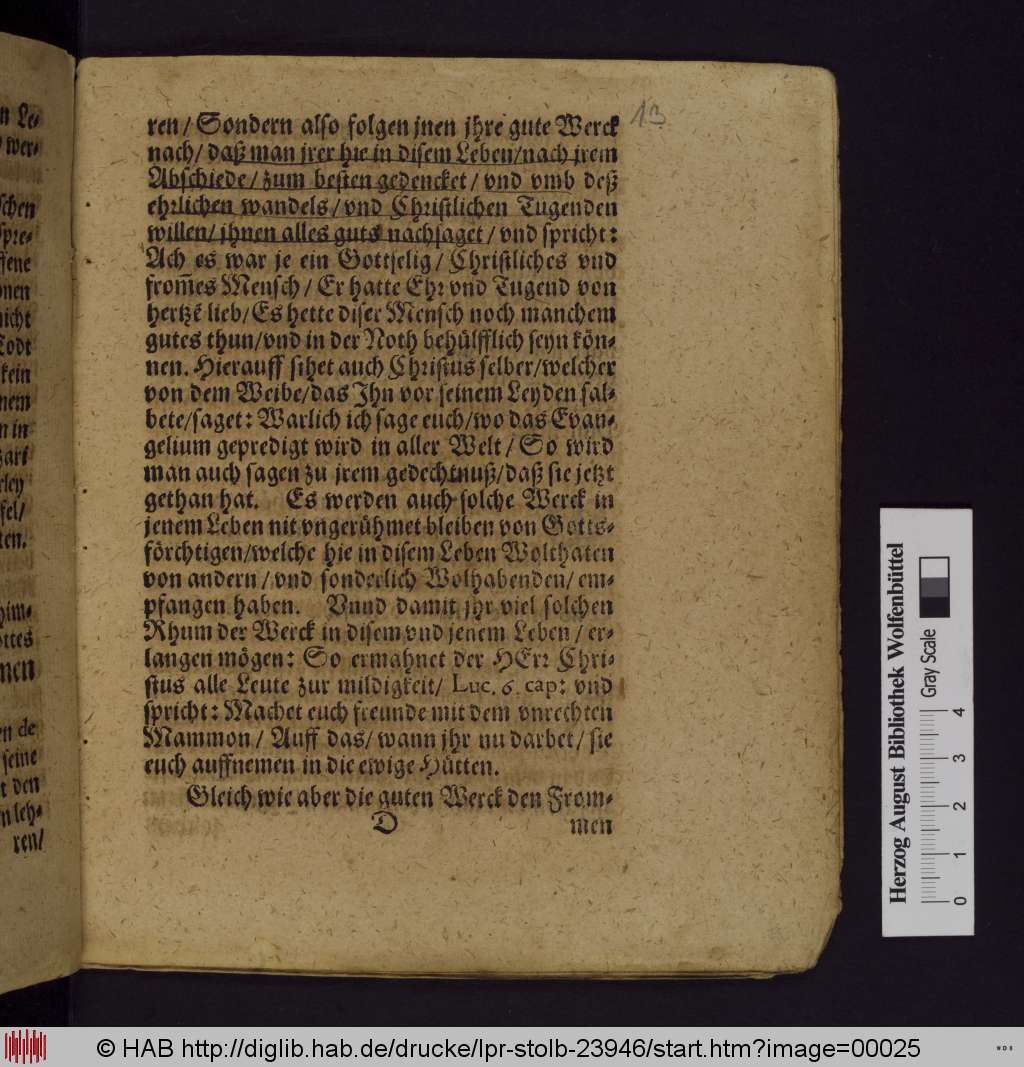 13
ren/ Sondern also folgen jnen jhre gute Werck
nach/ daß man jrer hie in disem Leben/nach jrem
Abschiede/ zum besten gedencket/ vnd vmb deß
ehrlichen wandels/ vnd Christlichen Tugenden
willen/ jhnen alles guts nachsaget/ vnd spricht:
Ach es war je ein Gottselig/ Christliches vnd
from̃es Mensch/ Er hatte Ehr vnd Tugend von
hertzẽ lieb/ Es hette diser Mensch noch manchem
gutes thun/vnd in der Noth behülfflich seyn kön-
nen. Hierauff sihet auch Christus selber/welcher
von dem Weibe/das Ihn vor seinem Leyden sal-
bete/saget: Warlich ich sage euch/wo das Evan-
gelium gepredigt wird in aller Welt/ So wird
man auch sagen zu jrem gedechtnuß/daß sie jetzt
gethan hat. Es werden auch solche Werck in
jenem Leben nit vngerühmet bleiben von Gotts-
förchtigen/welche hie in disem Leben Wolthaten
von andern/ vnd sonderlich Wolhabenden/ em-
pfangen haben. Vnnd damit jhr viel solchen
Rhum der Werck in disem vnd jenem Leben/ er-
langen mögen: So ermahnet der HErr Chri-
stus alle Leute zur mildigkeit/ Luc. 6. cap: vnd
spricht: Machet euch freunde mit dem vnrechten
Mammon/ Auff das/ wann jhr nu darbet/ sie
euch auffnemen in die ewige Hütten.
Gleich wie aber die guten Werck den From-
D men
Herzog August Bibliothek Wolfenbüttel
Gray Scale
0 1 2 3 4
© HAB http://diglib.hab.de/drucke/lpr-stolb-23946/start.htm?image=00025